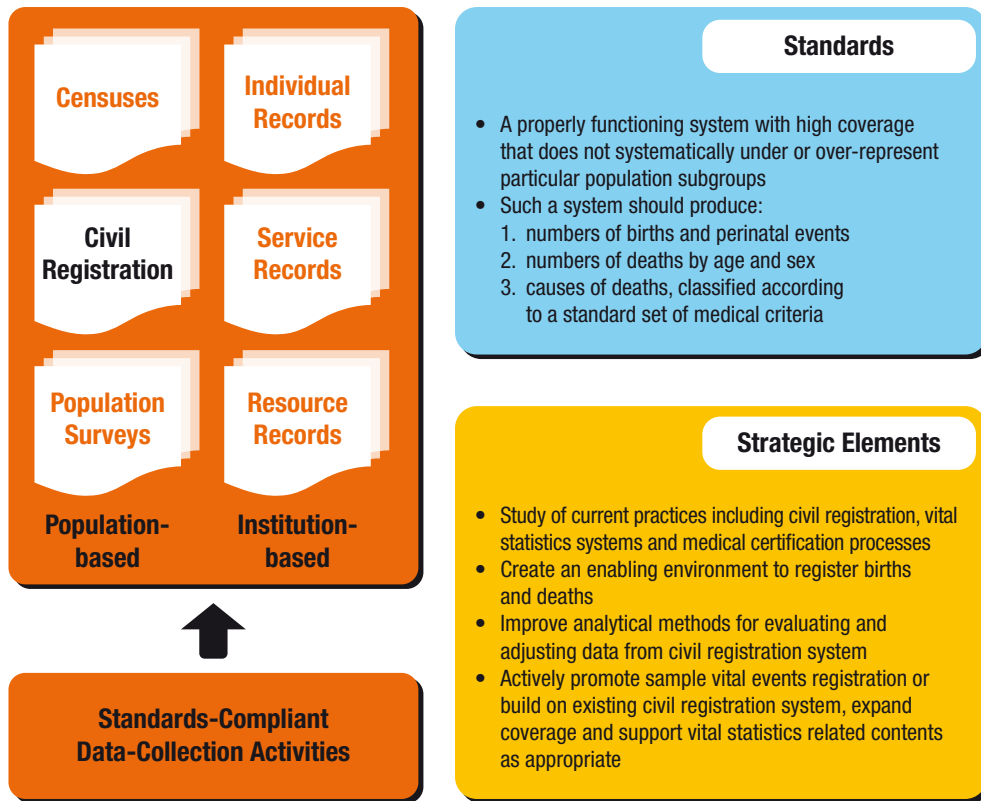 Censuses
Individual
Records
Civil
Registration
Service
Records
Population
Surveys
Resource
Records
Population-
based
Institution-
based
Standards-Compliant
Data-Collection Activities
Standards
• A properly functioning system with high coverage
that does not systematically under or over-represent
particular population subgroups
• Such a system should produce:
1. numbers of births and perinatal events
2. numbers of deaths by age and sex
3. causes of deaths, classified according
to a standard set of medical criteria
Strategic Elements
• Study of current practices including civil registration, vital
statistics systems and medical certification processes
• Create an enabling environment to register births
and deaths
• Improve analytical methods for evaluating and
adjusting data from civil registration system
• Actively promote sample vital events registration or
build on existing civil registration system, expand
coverage and support vital statistics related contents
as appropriate